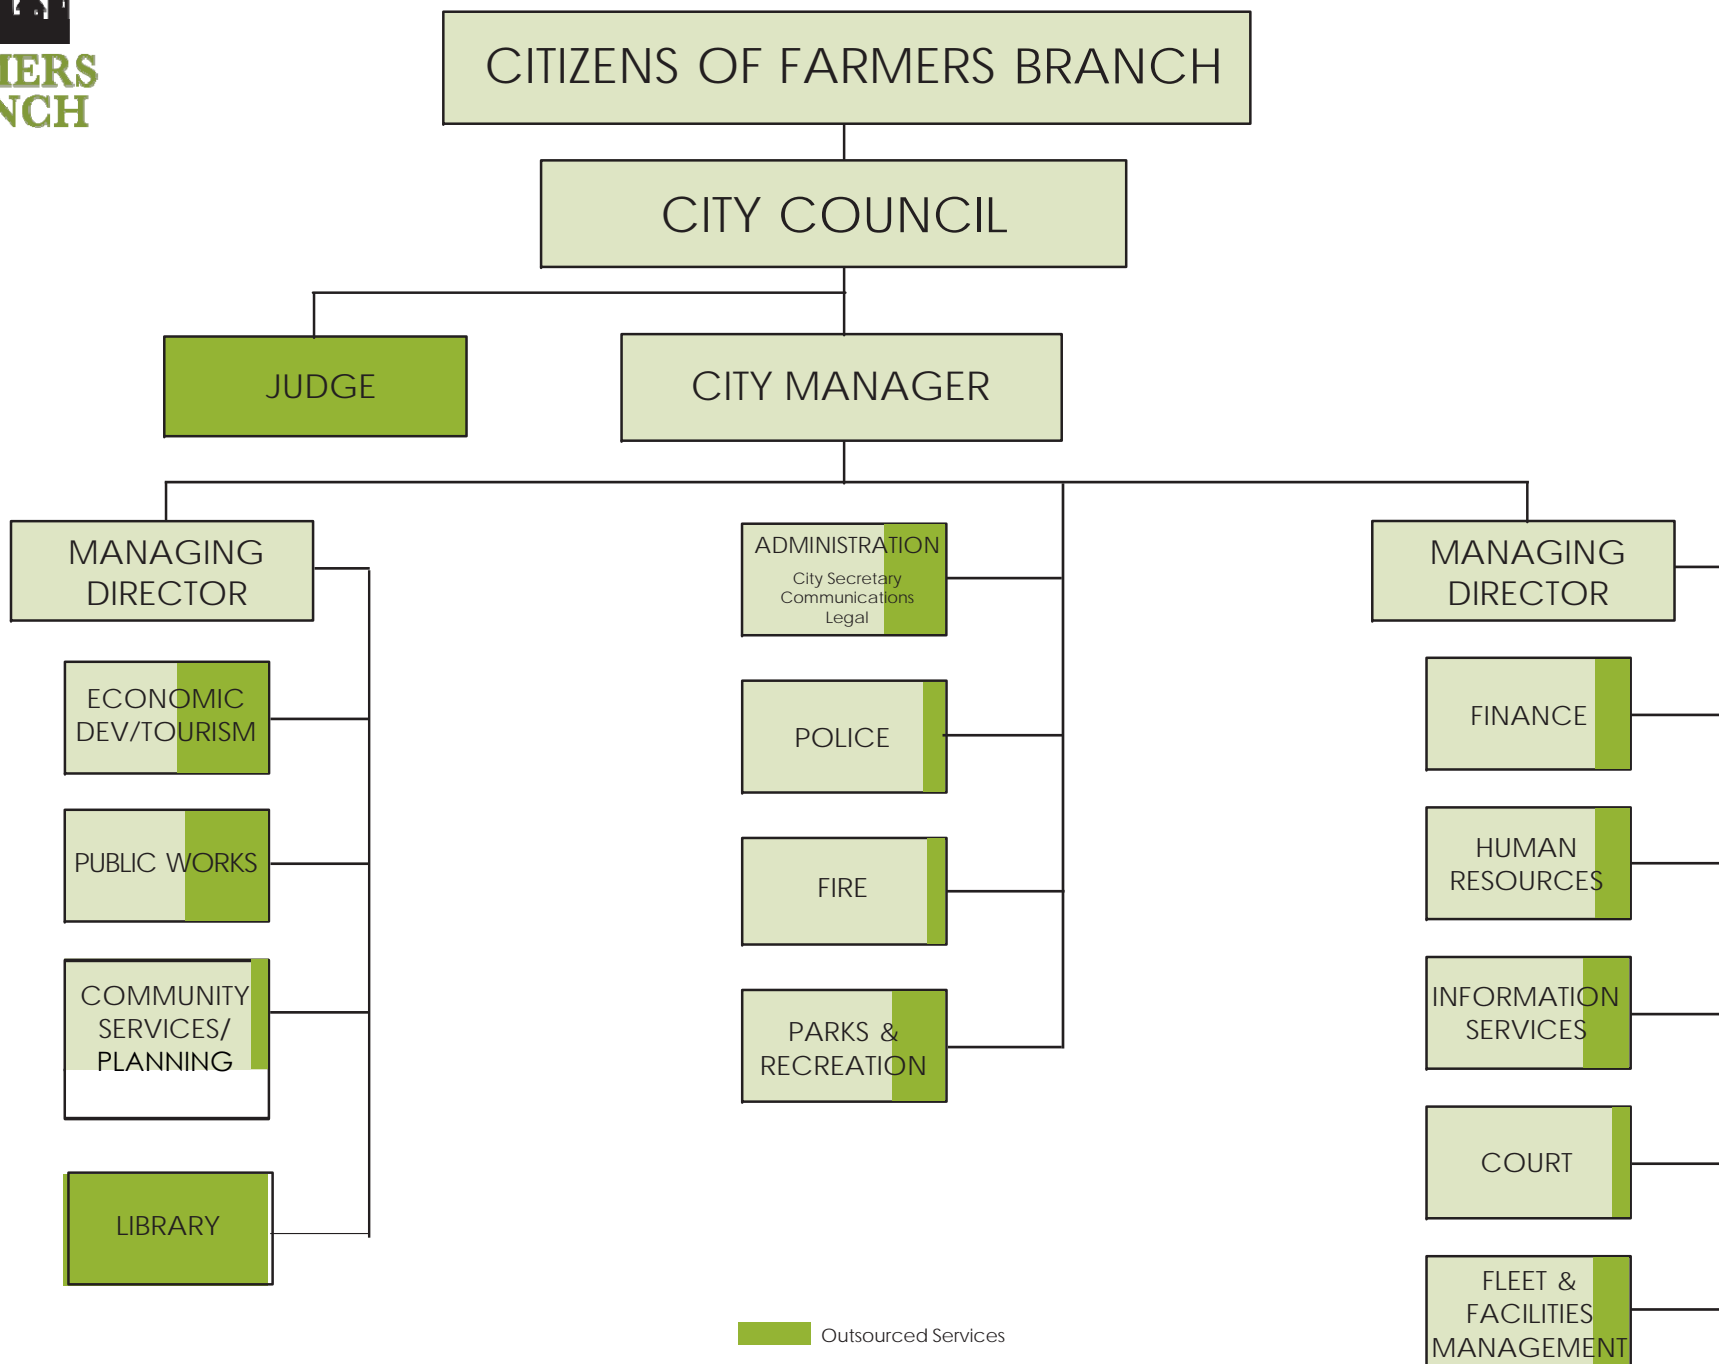 MERS
NCH
CITIZENS OF FARMERS BRANCH
CITY COUNCIL
JUDGE
CITY MANAGER
MANAGING
DIRECTOR
ECONOMIC
DEV/TOURISM
PUBLIC WORKS
COMMUNITY
SERVICES/
PLANNING
LIBRARY
ADMINISTRATION
City Secretary
Communications
Legal
POLICE
FIRE
PARKS &
RECREATION
MANAGING
DIRECTOR
FINANCE
HUMAN
RESOURCES
INFORMATION
SERVICES
COURT
FLEET &
FACILITIES
MANAGEMENT
Outsourced Services